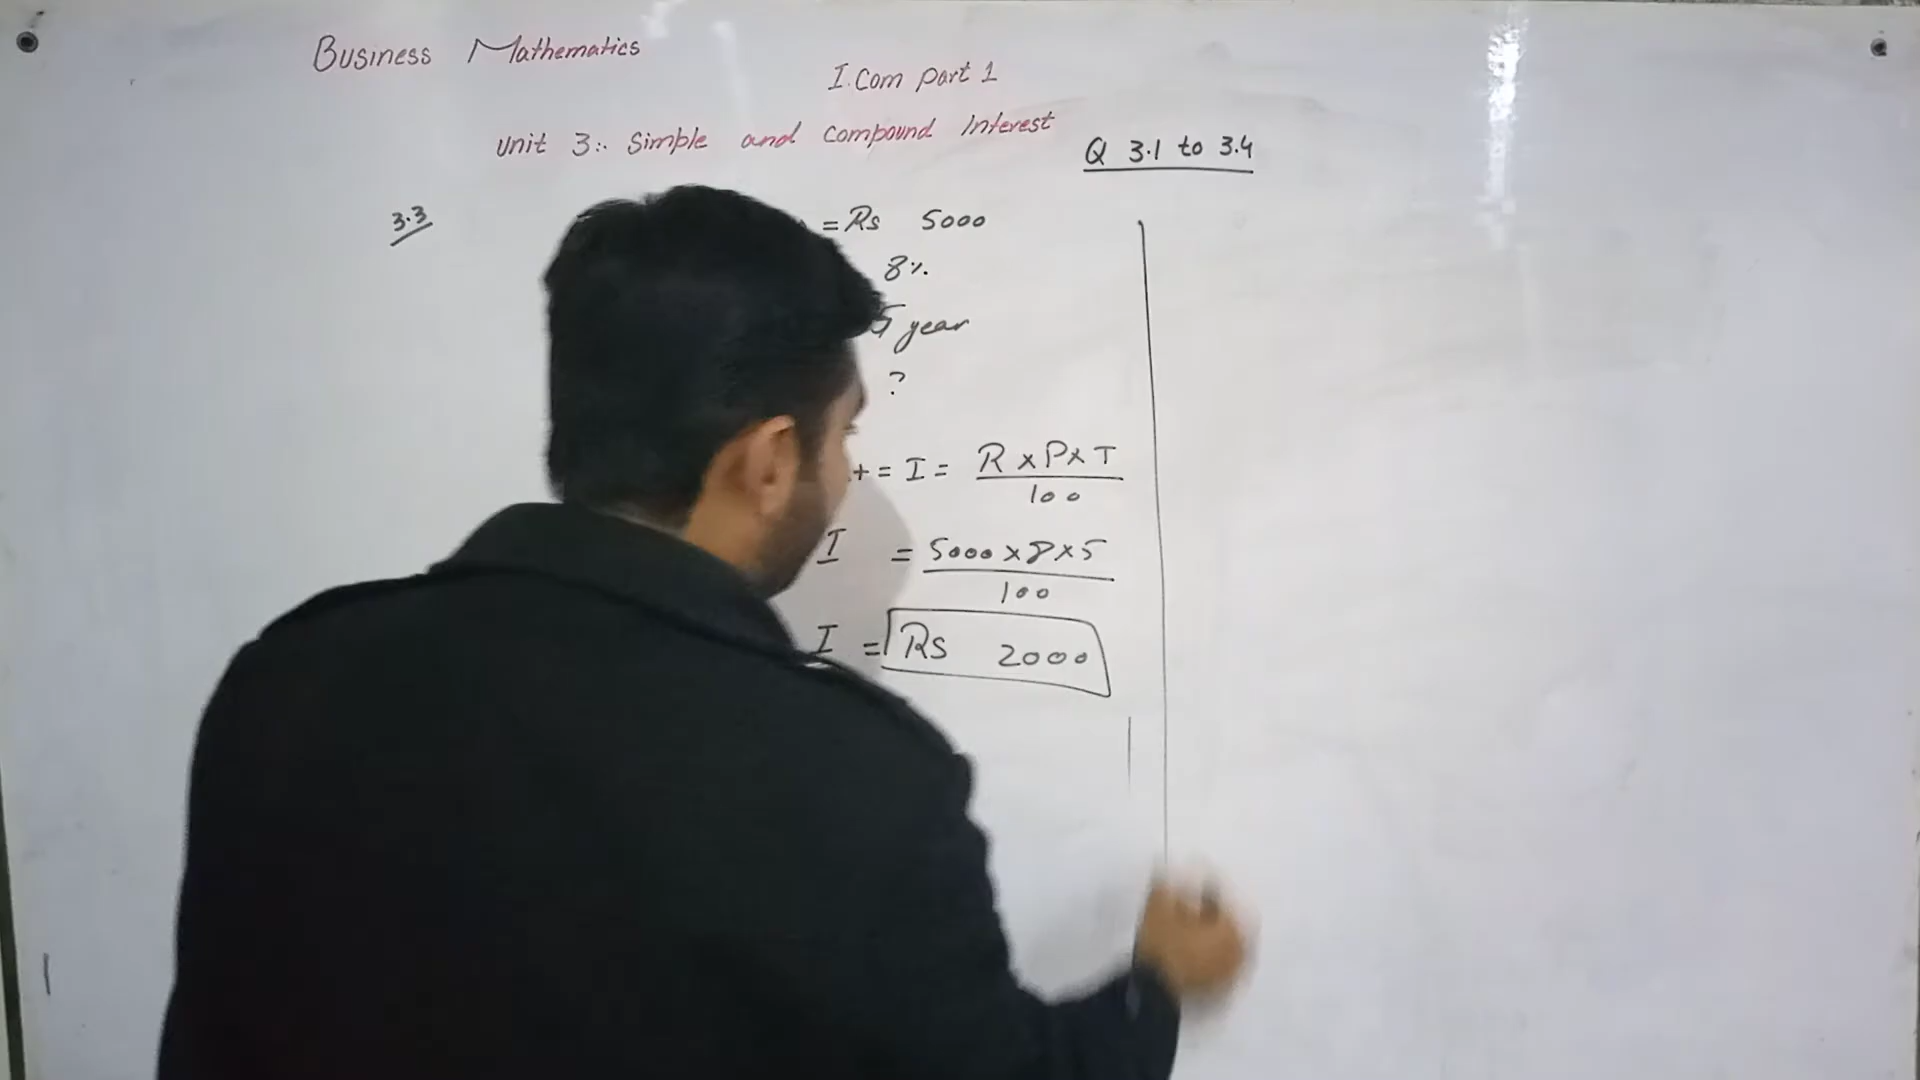 Business Mathematics
I.Com part 1
Unit 3:. Simple and Compound Interest
Q 3.1 to 3.4
3.3
= Rs 5000
8%.
5 year
?
t = I = R x P x T
100
I = 5000 x 8 x 5
100
I = Rs 2000